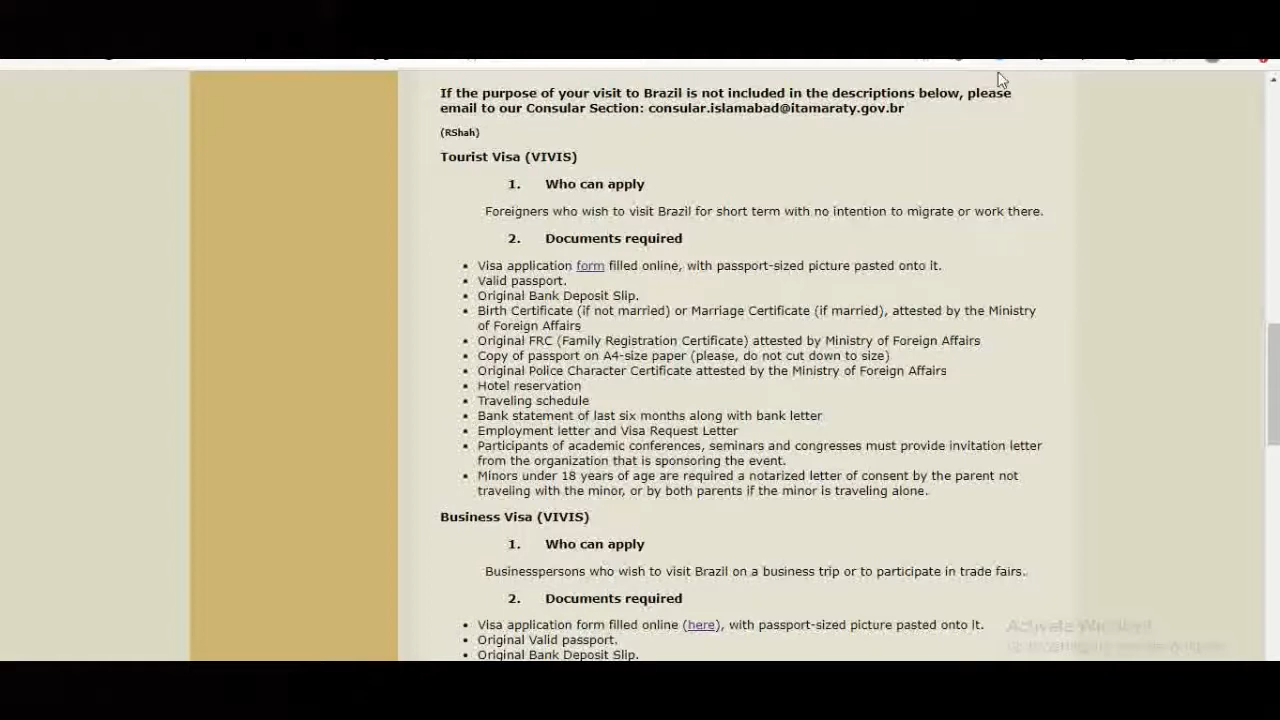 If the purpose of your visit to Brazil is not included in the descriptions below, please
email to our Consular Section: consular.islamabad@itamaraty.gov.br
(RShah)
Tourist Visa (VIVIS)
1. Who can apply
Foreigners who wish to visit Brazil for short term with no intention to migrate or work there.
2. Documents required
• Visa application form filled online, with passport-sized picture pasted onto it.
• Valid passport.
• Original Bank Deposit Slip.
• Birth Certificate (if not married) or Marriage Certificate (if married), attested by the Ministry
of Foreign Affairs
• Original FRC (Family Registration Certificate) attested by Ministry of Foreign Affairs
• Copy of passport on A4-size paper (please, do not cut down to size)
• Original Police Character Certificate attested by the Ministry of Foreign Affairs
• Hotel reservation
• Traveling schedule
• Bank statement of last six months along with bank letter
• Employment letter and Visa Request Letter
• Participants of academic conferences, seminars and congresses must provide invitation letter
from the organization that is sponsoring the event.
• Minors under 18 years of age are required a notarized letter of consent by the parent not
traveling with the minor, or by both parents if the minor is traveling alone.
Business Visa (VIVIS)
1. Who can apply
Businesspersons who wish to visit Brazil on a business trip or to participate in trade fairs.
2. Documents required
• Visa application form filled online (here), with passport-sized picture pasted onto it.
Activate Windows
• Original Valid passport.
• Original Bank Deposit Slip.